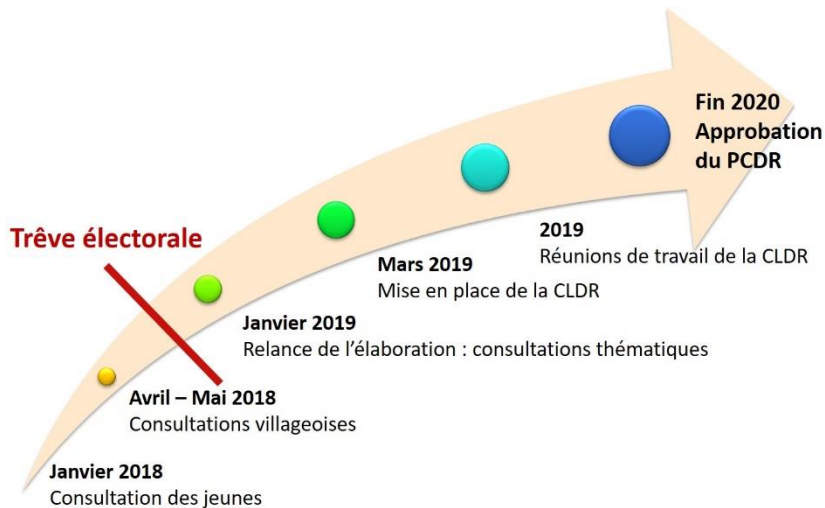 Janvier 2018
Consultation des jeunes
Avril – Mai 2018
Consultations villageoises
Trêve électorale
Janvier 2019
Relance de l’élaboration : consultations thématiques
Mars 2019
Mise en place de la CLDR
2019
Réunions de travail de la CLDR
Fin 2020
Approbation
du PCDR